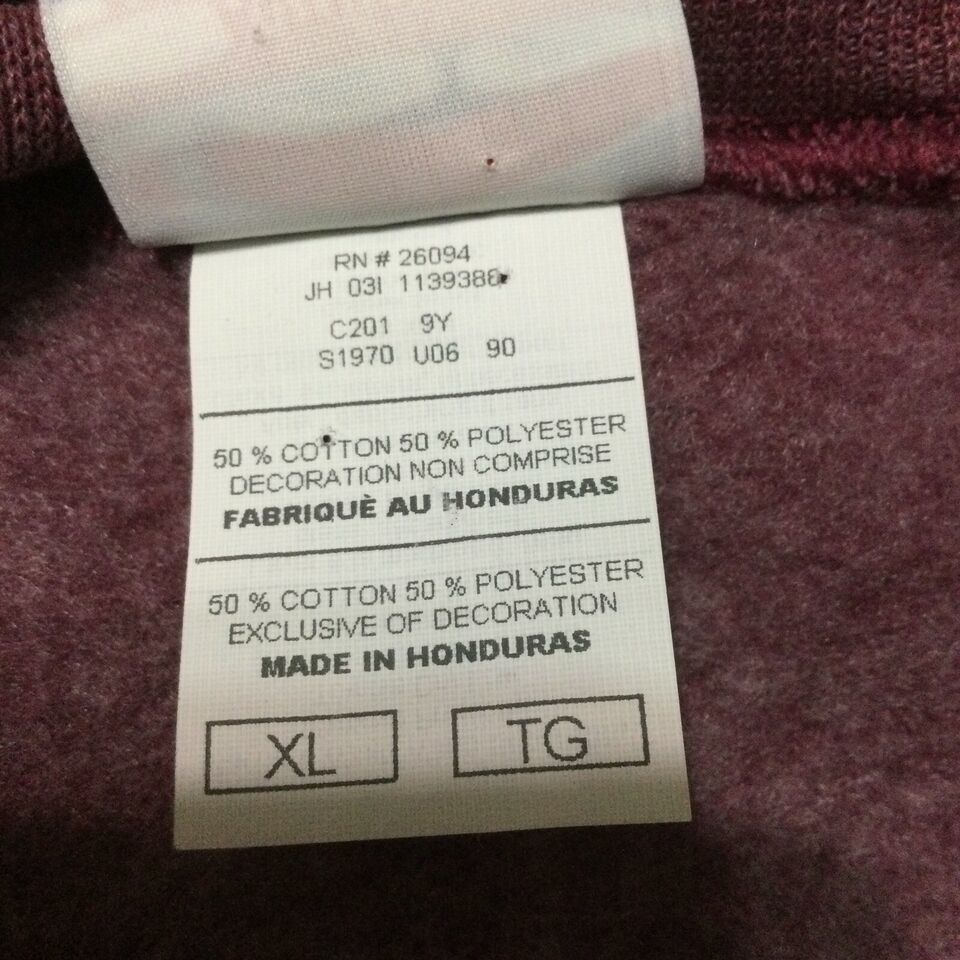 RN # 26094
JH 03I 1139388
C201 9Y
S1970 U06 90
50 % COTTON 50 % POLYESTER
DECORATION NON COMPRISE
FABRIQUÈ AU HONDURAS
50 % COTTON 50 % POLYESTER
EXCLUSIVE OF DECORATION
MADE IN HONDURAS
XL TG